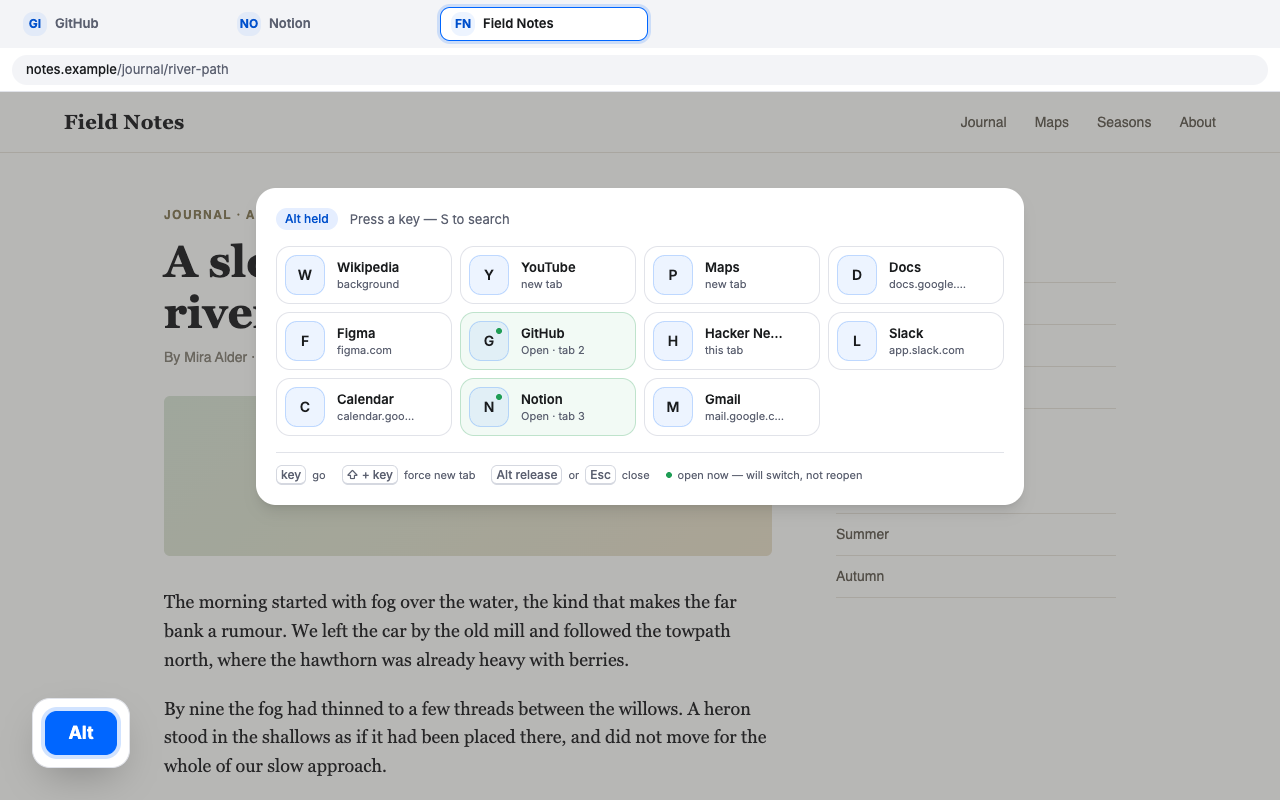 GI GitHub NO Notion FN Field Notes
notes.example/journal/river-path
Field Notes Journal Maps Seasons About
JOURNAL · A
Alt held Press a key — S to search
A slo
river
By Mira Alder ·
W Wikipedia background
Y YouTube new tab
P Maps new tab
D Docs docs.google....
F Figma figma.com
G GitHub Open · tab 2
H Hacker Ne... this tab
L Slack app.slack.com
C Calendar calendar.goo...
N Notion Open · tab 3
M Gmail mail.google.c...
key go ⇧ + key force new tab Alt release or Esc close open now — will switch, not reopen
Summer
Autumn
The morning started with fog over the water, the kind that makes the far
bank a rumour. We left the car by the old mill and followed the towpath
north, where the hawthorn was already heavy with berries.
By nine the fog had thinned to a few threads between the willows. A heron
stood in the shallows as if it had been placed there, and did not move for the
whole of our slow approach.
Alt